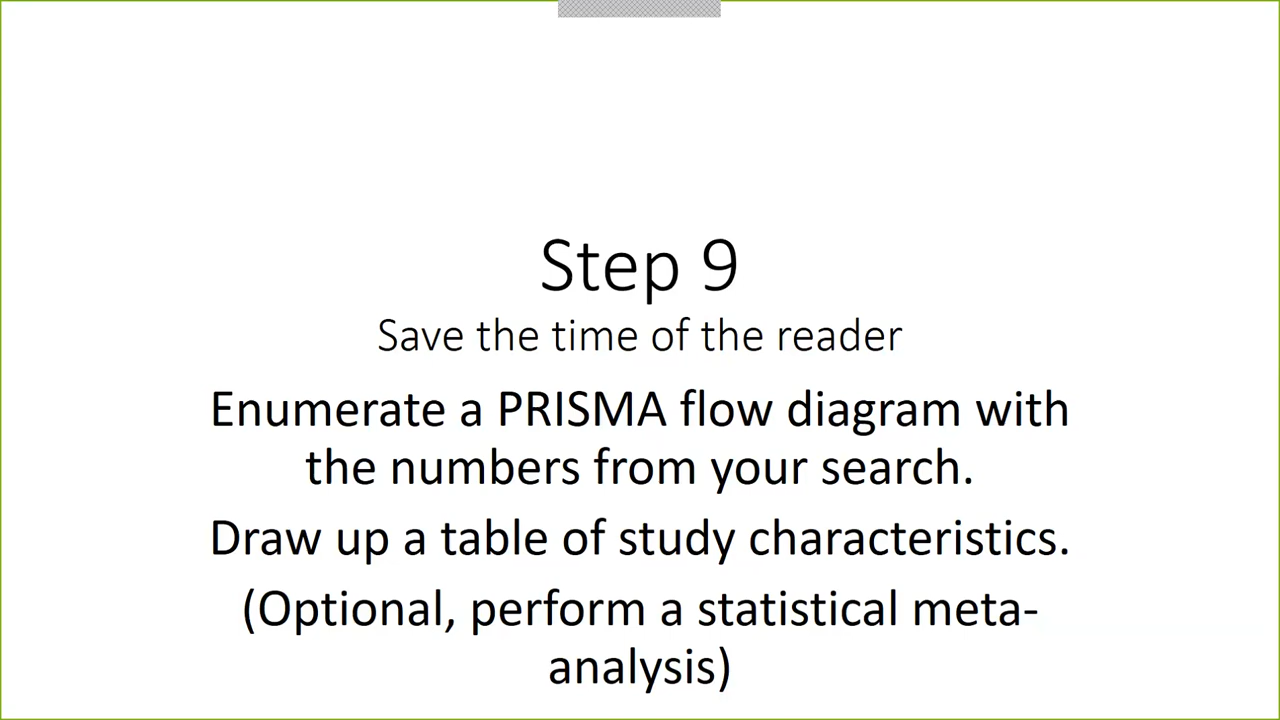 Step 9
Save the time of the reader
Enumerate a PRISMA flow diagram with
the numbers from your search.
Draw up a table of study characteristics.
(Optional, perform a statistical meta-
analysis)